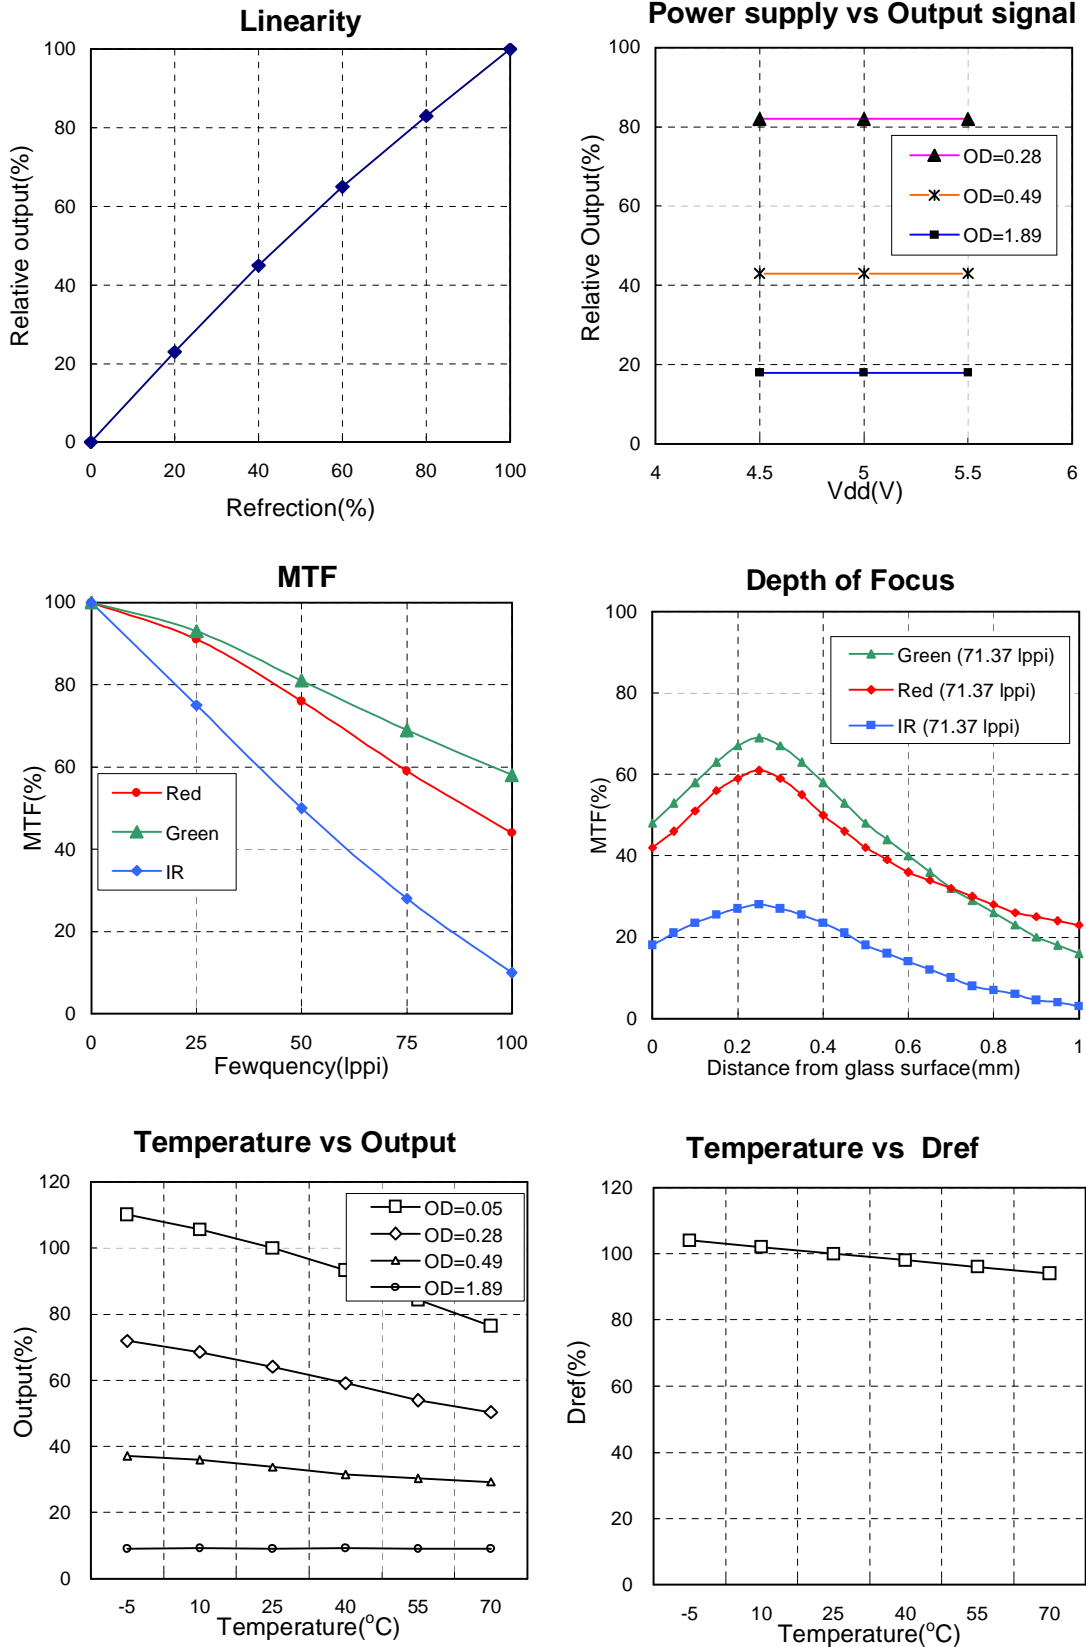 Linearity
100
80
60
40
20
0
0 20 40 60 80 100
Relative output(%)
Refrection(%)
Power supply vs Output signal
100
80
60
40
20
0
4 4.5 5 5.5 6
Relative Output(%)
Vdd(V)
OD=0.28
OD=0.49
OD=1.89
MTF
100
80
60
40
20
0
0 25 50 75 100
MTF(%)
Fewquency(lppi)
Red
Green
IR
Depth of Focus
100
80
60
40
20
0
0 0.2 0.4 0.6 0.8 1
MTF(%)
Distance from glass surface(mm)
Green (71.37 lppi)
Red (71.37 lppi)
IR (71.37 lppi)
Temperature vs Output
120
100
80
60
40
20
0
-5 10 25 40 55 70
Output(%)
Temperature(°C)
OD=0.05
OD=0.28
OD=0.49
OD=1.89
Temperature vs Dref
120
100
80
60
40
20
0
-5 10 25 40 55 70
Dref(%)
Temperature(°C)